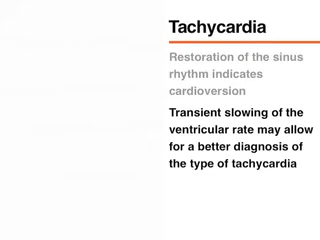 Tachycardia
Restoration of the sinus
rhythm indicates
cardioversion
Transient slowing of the
ventricular rate may allow
for a better diagnosis of
the type of tachycardia